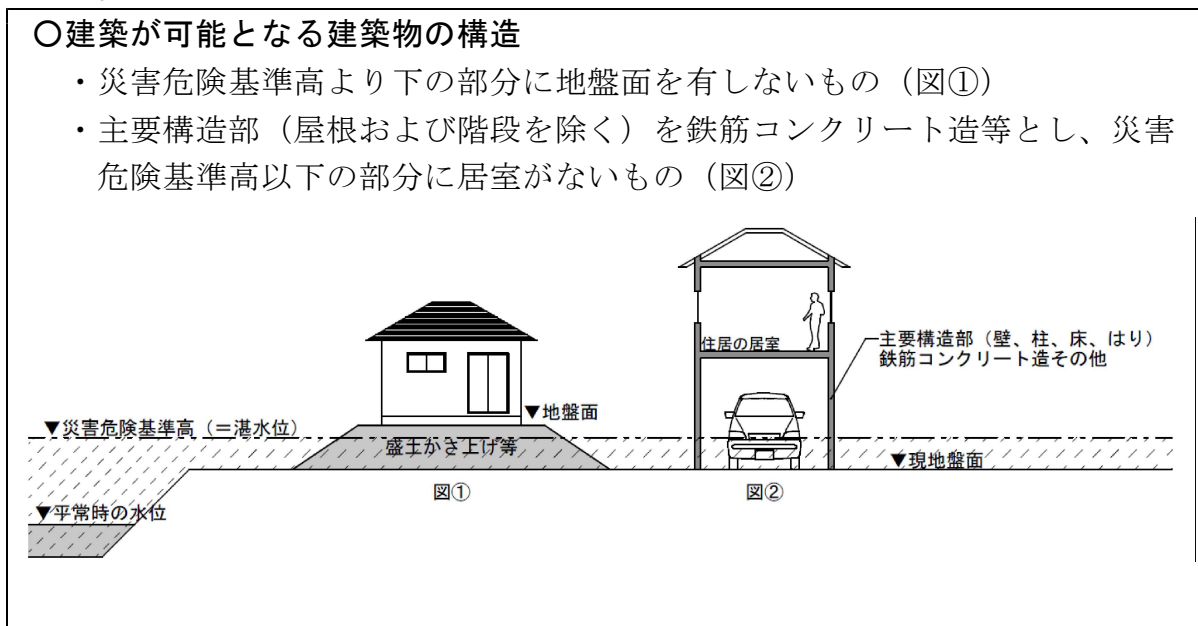 〇建築が可能となる建築物の構造
・災害危険基準高より下の部分に地盤面を有しないもの（図①）
・主要構造部（屋根および階段を除く）を鉄筋コンクリート造等とし、災害
危険基準高以下の部分に居室がないもの（図②）
住居の居室
主要構造部（壁、柱、床、はり）
鉄筋コンクリート造その他
▼地盤面
▼災害危険基準高（＝湛水位）
盛土かさ上げ等
▼現地盤面
図①
図②
▼平常時の水位